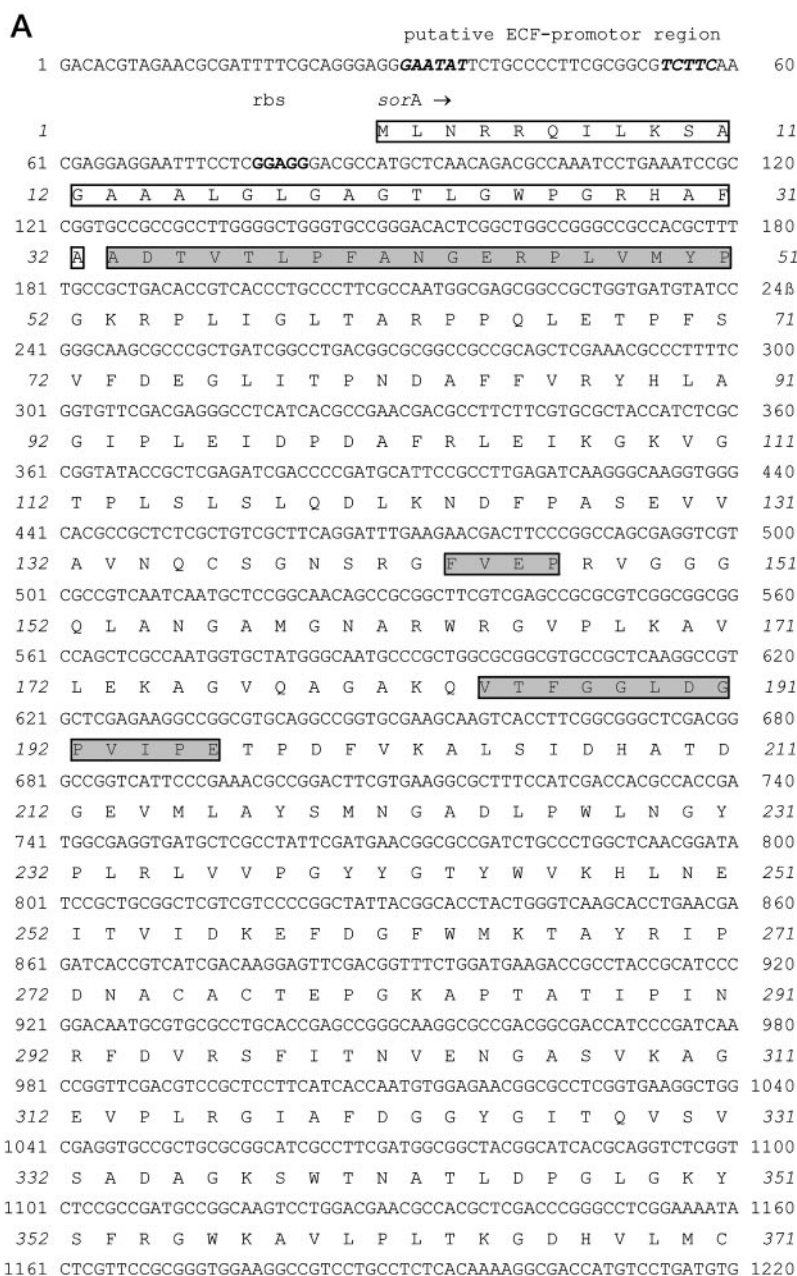 A
putative ECF-promotor region
1 GACACGTAGAACGCGATTTTCGCAGGGAGGGAATATTCTGCCCCTTCGCGGCGTCTTCAA 60
rbs sorA →
1 M L N R R Q I L K S A 11
61 CGAGGAGGAATTTCCTCGGAGGGACGCCATGCTCAACAGACGCCAAATCCTGAAATCCGC 120
12 G A A A L G L G A G T L G W P G R H A F 31
121 CGGTGCCGCCGCCTTGGGGCTGGGTGCCGGGACACTCGGCTGGCCGGGCCGCCACGCTTT 180
32 A A D T V T L P F A N G E R P L V M Y P 51
181 TGCCGCTGACACCGTCACCCTGCCCTTCGCCAATGGCGAGCGGCCGCTGGTGATGTATCC 24ß
52 G K R P L I G L T A R P P Q L E T P F S 71
241 GGGCAAGCGCCCGCTGATCGGCCTGACGGCGCGGCCGCCGCAGCTCGAAACGCCCTTTTC 300
72 V F D E G L I T P N D A F F V R Y H L A 91
301 GGTGTTCGACGAGGGCCTCATCACGCCGAACGACGCCTTCTTCGTGCGCTACCATCTCGC 360
92 G I P L E I D P D A F R L E I K G K V G 111
361 CGGTATACCGCTCGAGATCGACCCCGATGCATTCCGCCTTGAGATCAAGGGCAAGGTGGG 440
112 T P L S L S L Q D L K N D F P A S E V V 131
441 CACGCCGCTCTCGCTGTCGCTTCAGGATTTGAAGAACGACTTCCCGGCCAGCGAGGTCGT 500
132 A V N Q C S G N S R G F V E P R V G G G 151
501 CGCCGTCAATCAATGCTCCGGCAACAGCCGCGGCTTCGTCGAGCCGCGCGTCGGCGGCGG 560
152 Q L A N G A M G N A R W R G V P L K A V 171
561 CCAGCTCGCCAATGGTGCTATGGGCAATGCCCGCTGGCGCGGCGTGCCGCTCAAGGCCGT 620
172 L E K A G V Q A G A K Q V T F G G L D G 191
621 GCTCGAGAAGGCCGGCGTGCAGGCCGGTGCGAAGCAAGTCACCTTCGGCGGGCTCGACGG 680
192 P V I P E T P D F V K A L S I D H A T D 211
681 GCCGGTCATTCCCGAAACGCCGGACTTCGTGAAGGCGCTTTCCATCGACCACGCCACCGA 740
212 G E V M L A Y S M N G A D L P W L N G Y 231
741 TGGCGAGGTGATGCTCGCCTATTCGATGAACGGCGCCGATCTGCCCTGGCTCAACGGATA 800
232 P L R L V V P G Y Y G T Y W V K H L N E 251
801 TCCGCTGCGGCTCGTCGTCCCCGGCTATTACGGCACCTACTGGGTCAAGCACCTGAACGA 860
252 I T V I D K E F D G F W M K T A Y R I P 271
861 GATCACCGTCATCGACAAGGAGTTCGACGGTTTCTGGATGAAGACCGCCTACCGCATCCC 920
272 D N A C A C T E P G K A P T A T I P I N 291
921 GGACAATGCGTGCGCCTGCACCGAGCCGGGCAAGGCGCCGACGGCGACCATCCCGATCAA 980
292 R F D V R S F I T N V E N G A S V K A G 311
981 CCGGTTCGACGTCCGCTCCTTCATCACCAATGTGGAGAACGGCGCCTCGGTGAAGGCTGG 1040
312 E V P L R G I A F D G G Y G I T Q V S V 331
1041 CGAGGTGCCGCTGCGCGGCATCGCCTTCGATGGCGGCTACGGCATCACGCAGGTCTCGGT 1100
332 S A D A G K S W T N A T L D P G L G K Y 351
1101 CTCCGCCGATGCCGGCAAGTCCTGGACGAACGCCACGCTCGACCCGGGCCTCGGAAAATA 1160
352 S F R G W K A V L P L T K G D H V L M C 371
1161 CTCGTTCCGCGGGTGGAAGGCCGTCCTGCCTCTCACAAAAGGCGACCATGTCCTGATGTG 1220